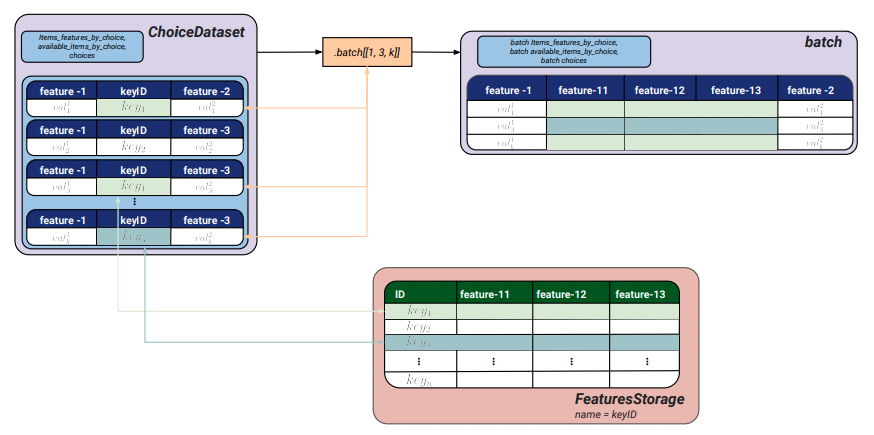 ChoiceDataset
Items_features_by_choice,
available_items_by_choice,
choices
feature -1 keyID feature -2
val_1^1 key_1 val_1^2
feature -1 keyID feature -3
val_2^1 key_2 val_2^2
feature -1 keyID feature -3
val_3^1 key_1 val_3^2
⋮
feature -1 keyID feature -3
val_k^1 val_k^2
.batch[[1, 3, k]]
batch
batch Items_features_by_choice,
batch available_items_by_choice,
batch choices
feature -1 feature-11 feature-12 feature-13 feature -2
val_1^1 val_1^2
val_3^1 val_3^2
val_k^1 val_k^2
ID feature-11 feature-12 feature-13
key_1
key_2
⋮ ⋮ ⋮ ⋮
key_n
FeaturesStorage
name = keyID